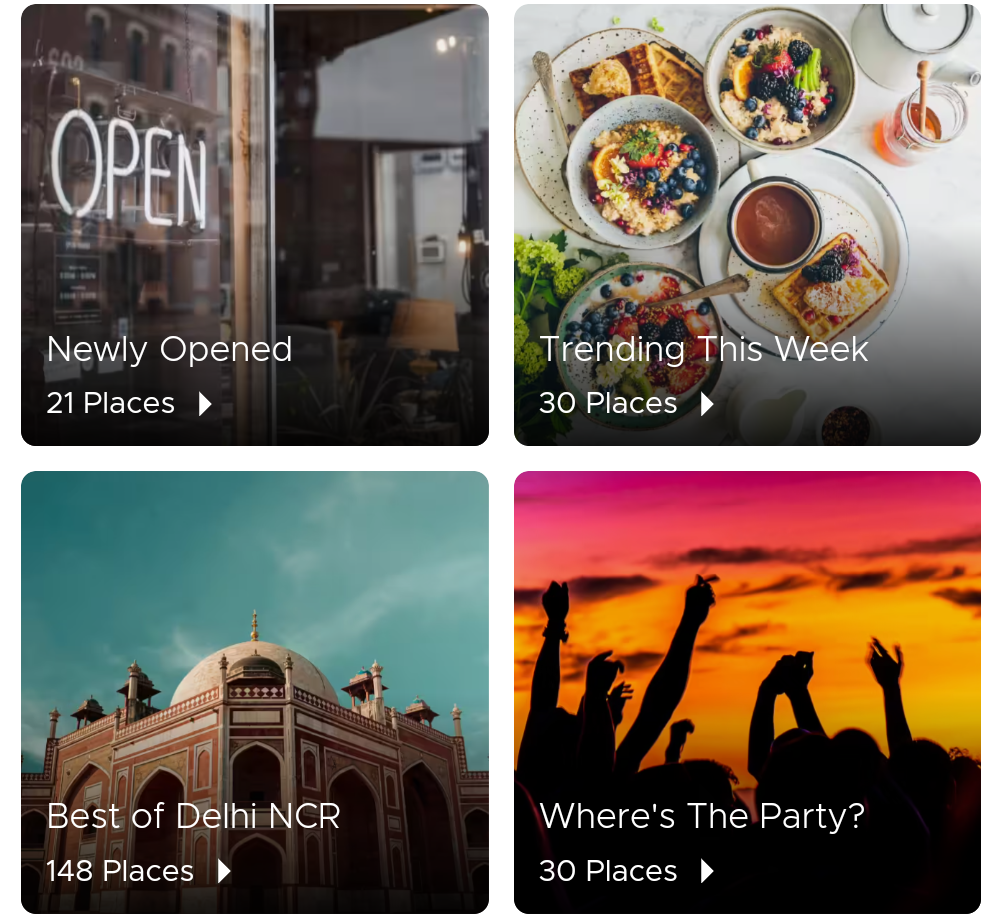 OPEN
Newly Opened
21 Places
Trending This Week
30 Places
Best of Delhi NCR
148 Places
Where's The Party?
30 Places